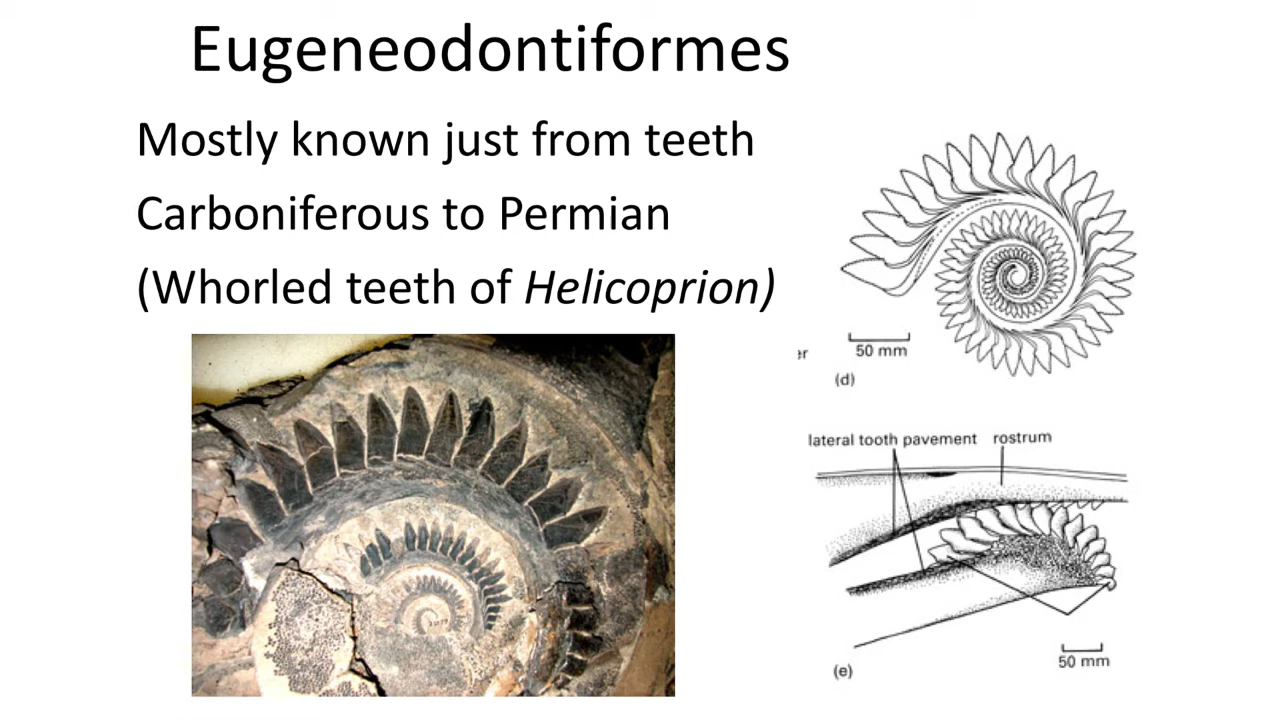 Eugeneodontiformes
Mostly known just from teeth
Carboniferous to Permian
(Whorled teeth of Helicoprion)
50 mm
er
(d)
lateral tooth pavement rostrum
50 mm
(e)